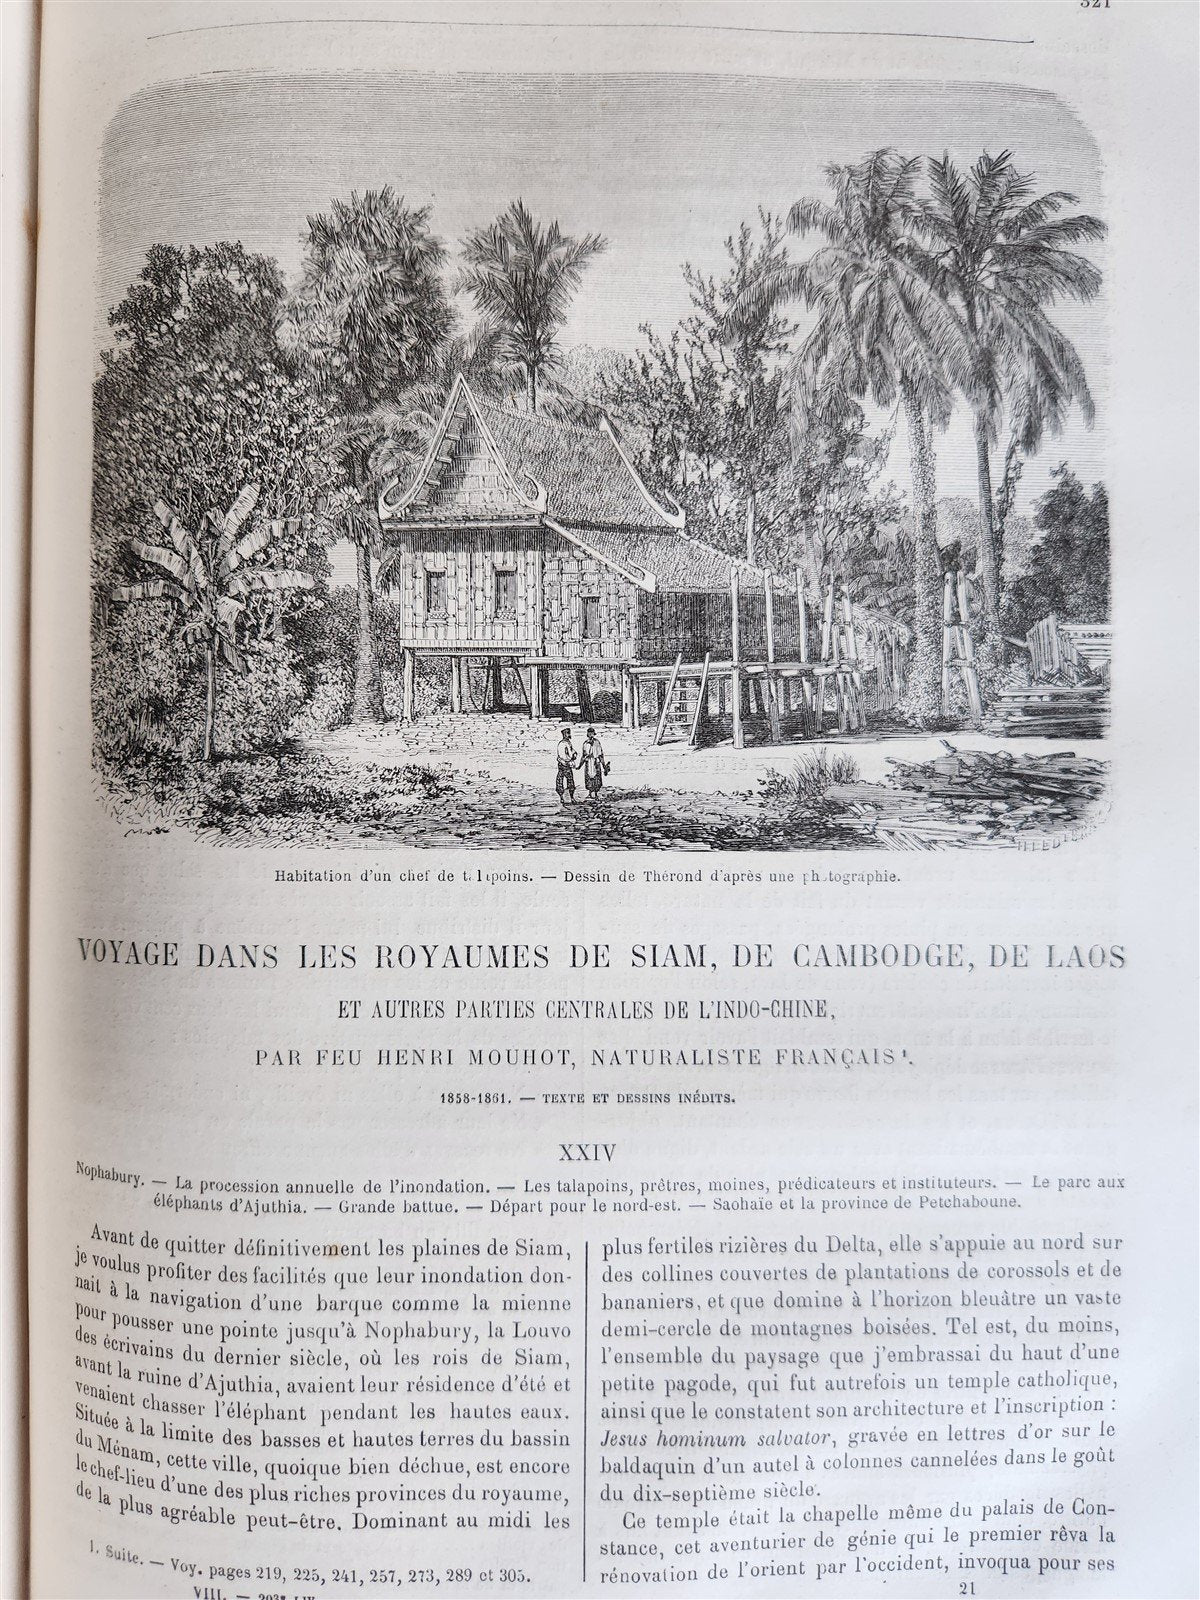 321
Habitation d'un chef de talapoins. — Dessin de Thérond d'après une photographie.
VOYAGE DANS LES ROYAUMES DE SIAM, DE CAMBODGE, DE LAOS
ET AUTRES PARTIES CENTRALES DE L'INDO-CHINE,
PAR FEU HENRI MOUHOT, NATURALISTE FRANÇAIS¹.
1858-1861. — TEXTE ET DESSINS INÉDITS.
XXIV
Nophabury. — La procession annuelle de l'inondation. — Les talapoins, prêtres, moines, prédicateurs et instituteurs. — Le parc aux
éléphants d'Ajuthia. — Grande battue. — Départ pour le nord-est. — Saohaïe et la province de Petchaboune.
Avant de quitter définitivement les plaines de Siam,
je voulus profiter des facilités que leur inondation don-
nait à la navigation d'une barque comme la mienne
pour pousser une pointe jusqu'à Nophabury, la Louvo
des écrivains du dernier siècle, où les rois de Siam,
avant la ruine d'Ajuthia, avaient leur résidence d'été et
venaient chasser l'éléphant pendant les hautes eaux.
Située à la limite des basses et hautes terres du bassin
du Ménam, cette ville, quoique bien déchue, est encore
le chef-lieu d'une des plus riches provinces du royaume,
de la plus agréable peut-être. Dominant au midi les
1. Suite. — Voy. pages 219, 225, 241, 257, 273, 289 et 305.
VIII. —
plus fertiles rizières du Delta, elle s'appuie au nord sur
des collines couvertes de plantations de corossols et de
bananiers, et que domine à l'horizon bleuâtre un vaste
demi-cercle de montagnes boisées. Tel est, du moins,
l'ensemble du paysage que j'embrassai du haut d'une
petite pagode, qui fut autrefois un temple catholique,
ainsi que le constatent son architecture et l'inscription :
Jesus hominum salvator, gravée en lettres d'or sur le
baldaquin d'un autel à colonnes cannelées dans le goût
du dix-septième siècle.
Ce temple était la chapelle même du palais de Con-
stance, cet aventurier de génie qui le premier rêva la
rénovation de l'orient par l'occident, invoqua pour ses
21